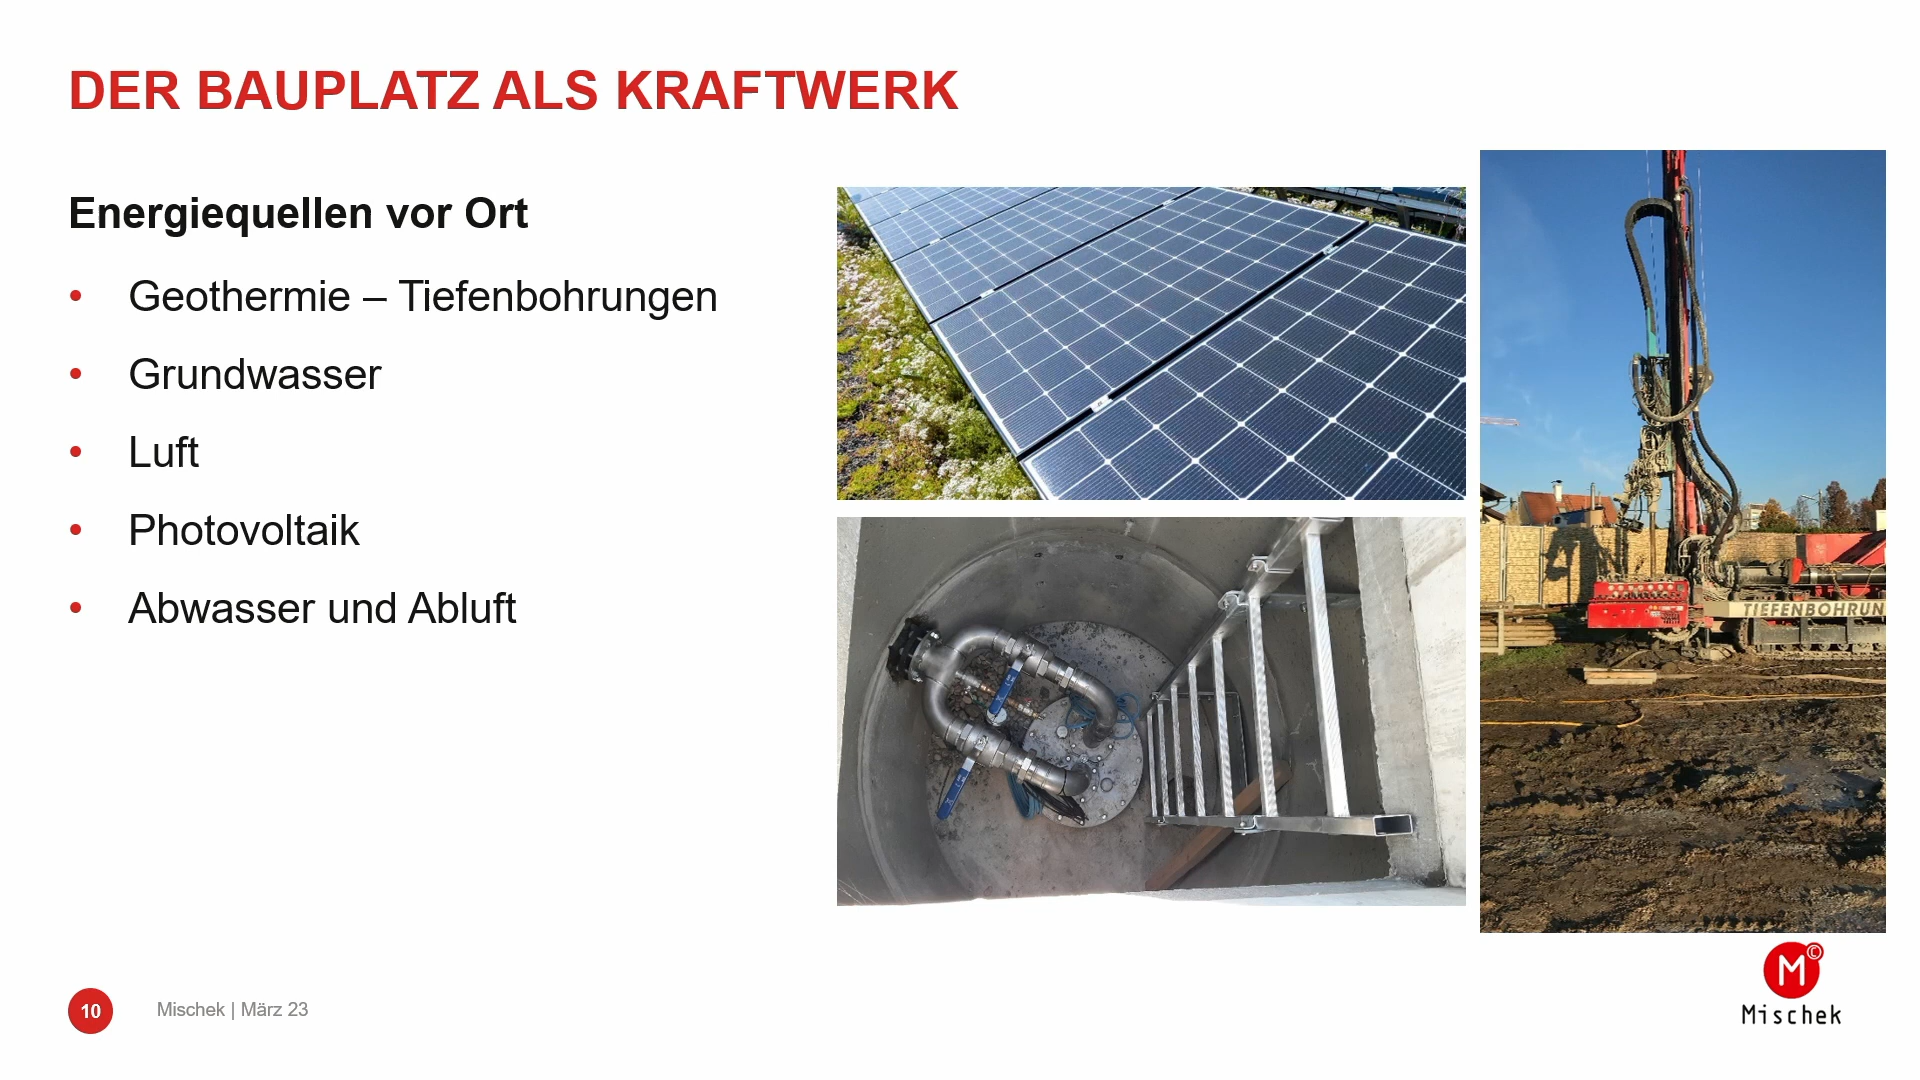 DER BAUPLATZ ALS KRAFTWERK
Energiequellen vor Ort
• Geothermie – Tiefenbohrungen
• Grundwasser
• Luft
• Photovoltaik
• Abwasser und Abluft
TIEFENBOHRUN
10
Mischek | März 23
M©
Mischek